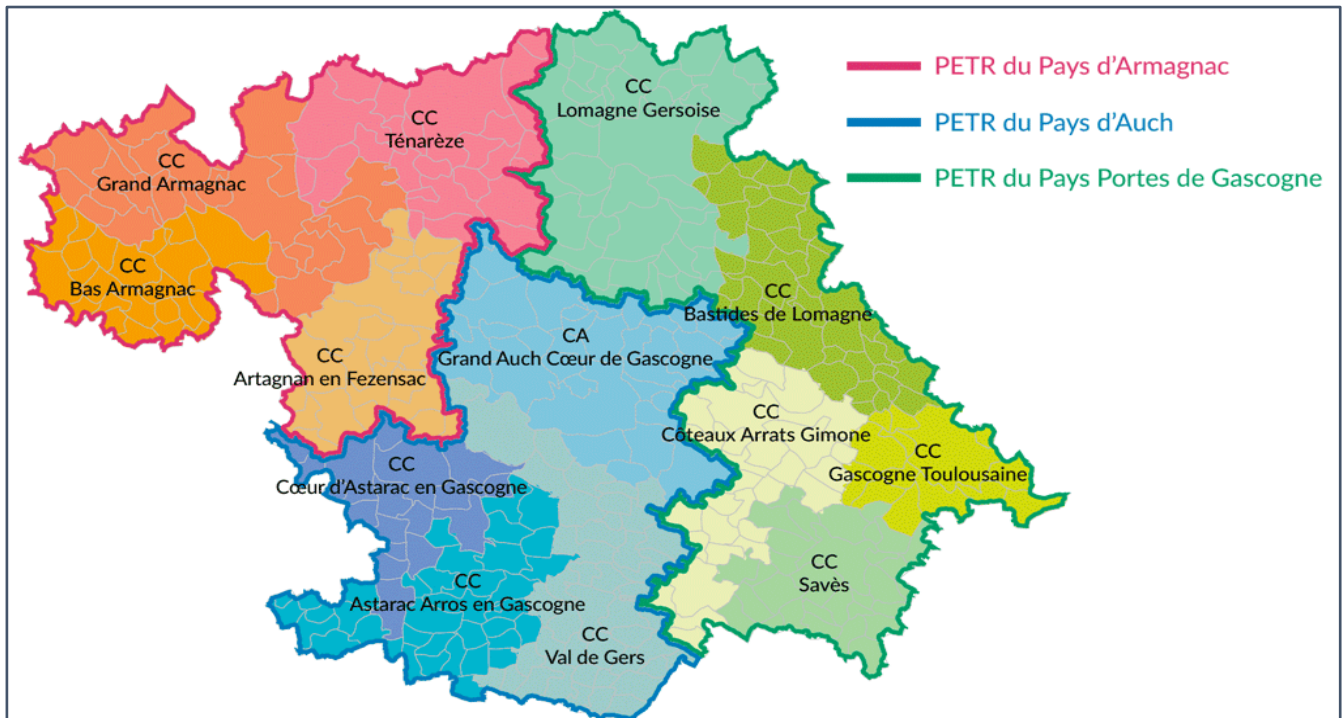 PETR du Pays d'Armagnac
PETR du Pays d'Auch
PETR du Pays Portes de Gascogne
CC
Lomagne Gersoise
CC
Ténarèze
CC
Grand Armagnac
CC
Bas Armagnac
CC
Bastides de Lomagne
CA
Grand Auch Cœur de Gascogne
CC
Artagnan en Fezensac
CC
Côteaux Arrats Gimone
CC
Gascogne Toulousaine
CC
Cœur d'Astarac en Gascogne
CC
Savès
CC
Astarac Arros en Gascogne
CC
Val de Gers